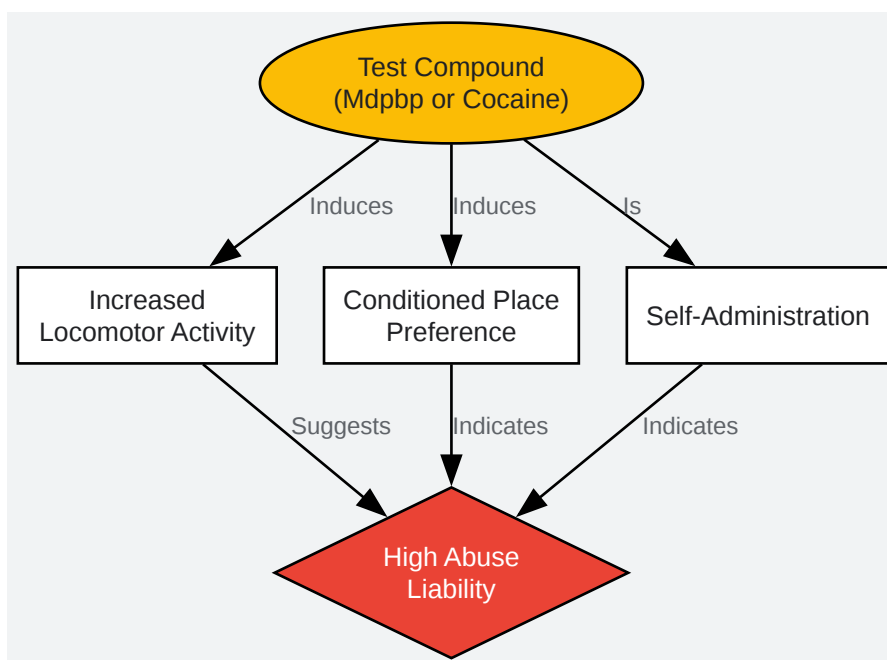 Test Compound
(Mdpbp or Cocaine)
Induces
Induces
Is
Increased
Locomotor Activity
Conditioned Place
Preference
Self-Administration
Suggests
Indicates
Indicates
High Abuse
Liability